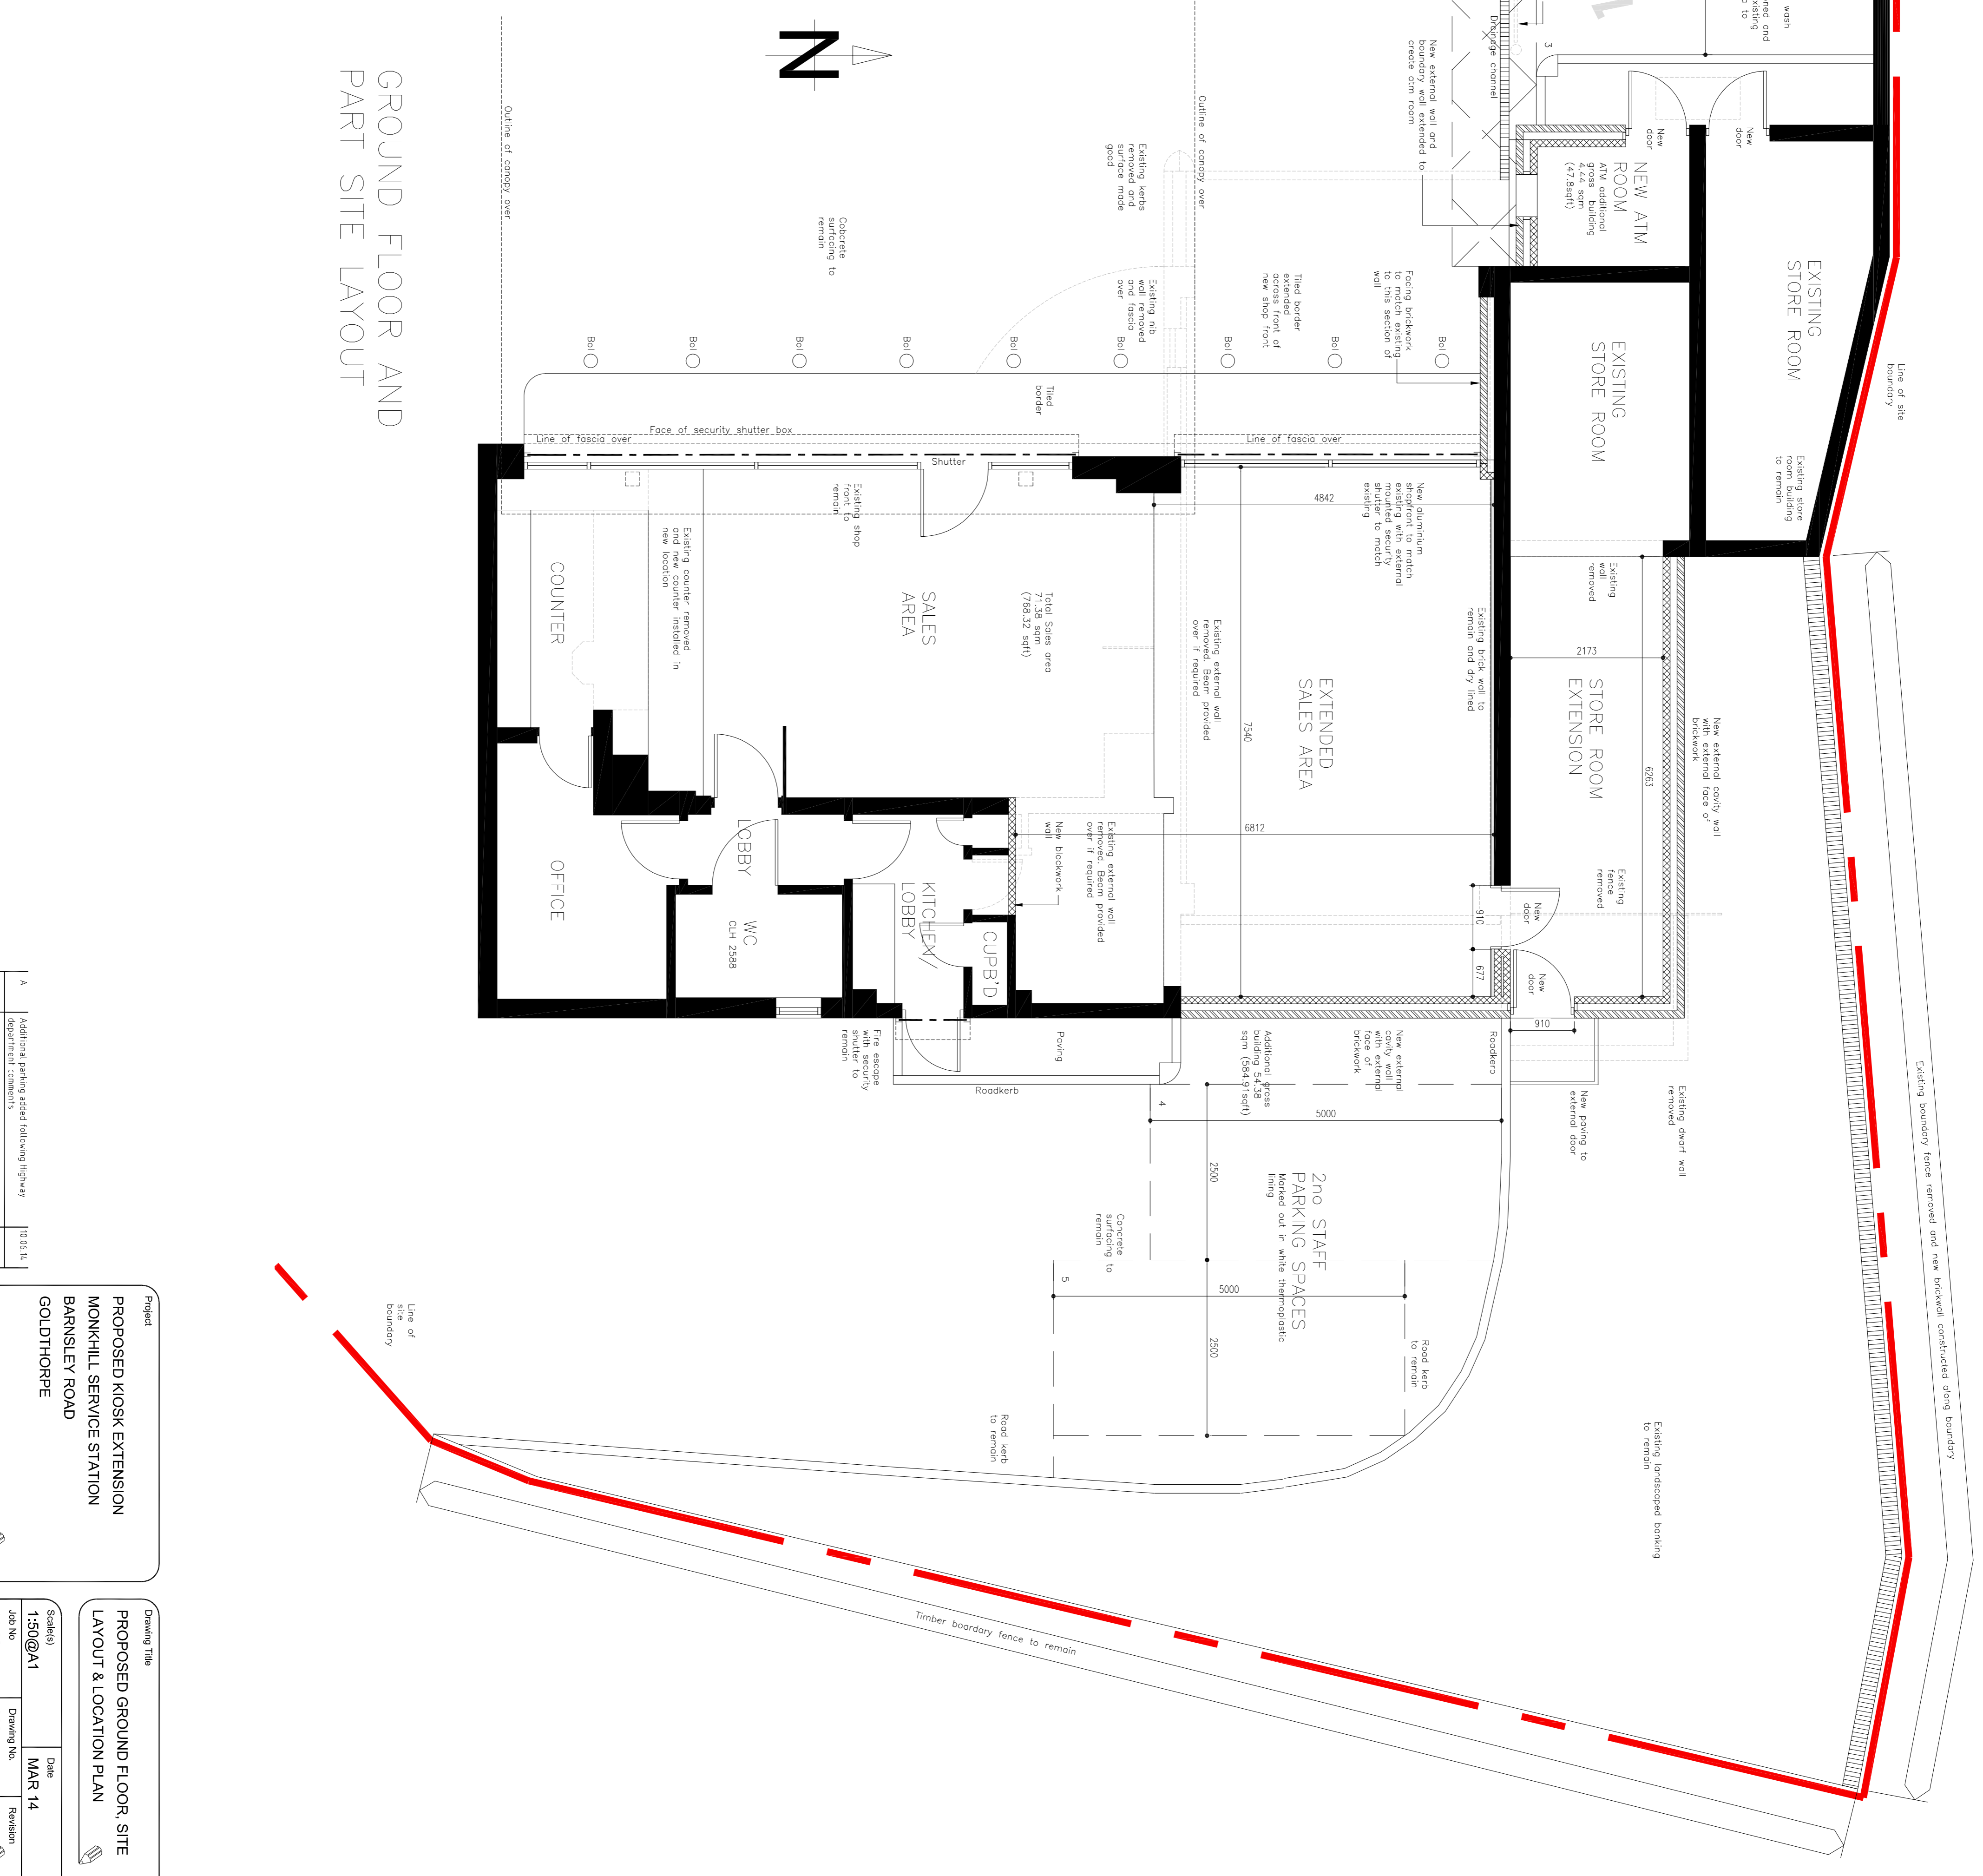 wash
ned and
xisting
a to
3
Drainage channel
New external wall and
boundary wall extended to
create atm room
New
door
New
door
NEW ATM
ROOM
ATM additional
gross building
4.44 sqm
(47.8sqft)
EXISTING
STORE ROOM
EXISTING
STORE ROOM
Line of site
boundary
Existing store
room building
to remain
N
Outline of canopy over
Outline of canopy over
Existing kerbs
removed and
surface made
good
Cobcrete
surfacing to
remain
Existing nib
wall removed
and fascia
over
Tiled border
extended
across front of
new shop front
Facing brickwork
to match existing
to this section of
wall
Bol
Bol
Bol
Bol
Bol
Bol
Bol
Bol
Bol
Tiled
border
Face of security shutter box
Line of fascia over
Line of fascia over
Shutter
Existing shop
front to
remain
New aluminium
shopfront to match
existing with external
mounted security
shutter to match
existing
4842
Existing counter removed
and new counter installed in
new location
COUNTER
SALES
AREA
Total Sales area
71.38 sqm
(768.32 sqft)
Existing external wall
removed. Beam provided
over if required
EXTENDED
SALES AREA
7540
6812
Existing brick wall to
remain and dry lined
Existing
wall
removed
2173
STORE ROOM
EXTENSION
6263
New external cavity wall
with external face of
brickwork
Existing
fence
removed
New
door
910
677
New
door
910
Existing external wall
removed. Beam provided
over if required
New blockwork
wall
LOBBY
OFFICE
WC
CLH 2588
KITCHEN/
LOBBY
CUPB'D
Fire escape
with security
shutter to
remain
Paving
Roadkerb
Roadkerb
Additional gross
building 54.38
sqm (584.91sqft)
New external
cavity wall
with external
face of
brickwork
New paving to
external door
Existing dwarf wall
removed
4
5000
2500
2no STAFF
PARKING SPACES
Marked out in white thermoplastic
lining
Concrete
surfacing to
remain
5
5000
2500
Road kerb
to remain
Road kerb
to remain
Existing landscaped banking
to remain
Existing boundary fence removed and new brickwall constructed along boundary
Timber boardary fence to remain
Line of
site
boundary
GROUND FLOOR AND
PART SITE LAYOUT
A
Additional parking added following Highway
department comments
10.06.14
Project
PROPOSED KIOSK EXTENSION
MONKHILL SERVICE STATION
BARNSLEY ROAD
GOLDTHORPE
Drawing Title
PROPOSED GROUND FLOOR, SITE
LAYOUT & LOCATION PLAN
Scale(s)
1:50@A1
Date
MAR 14
Job No
Drawing No.
Revision